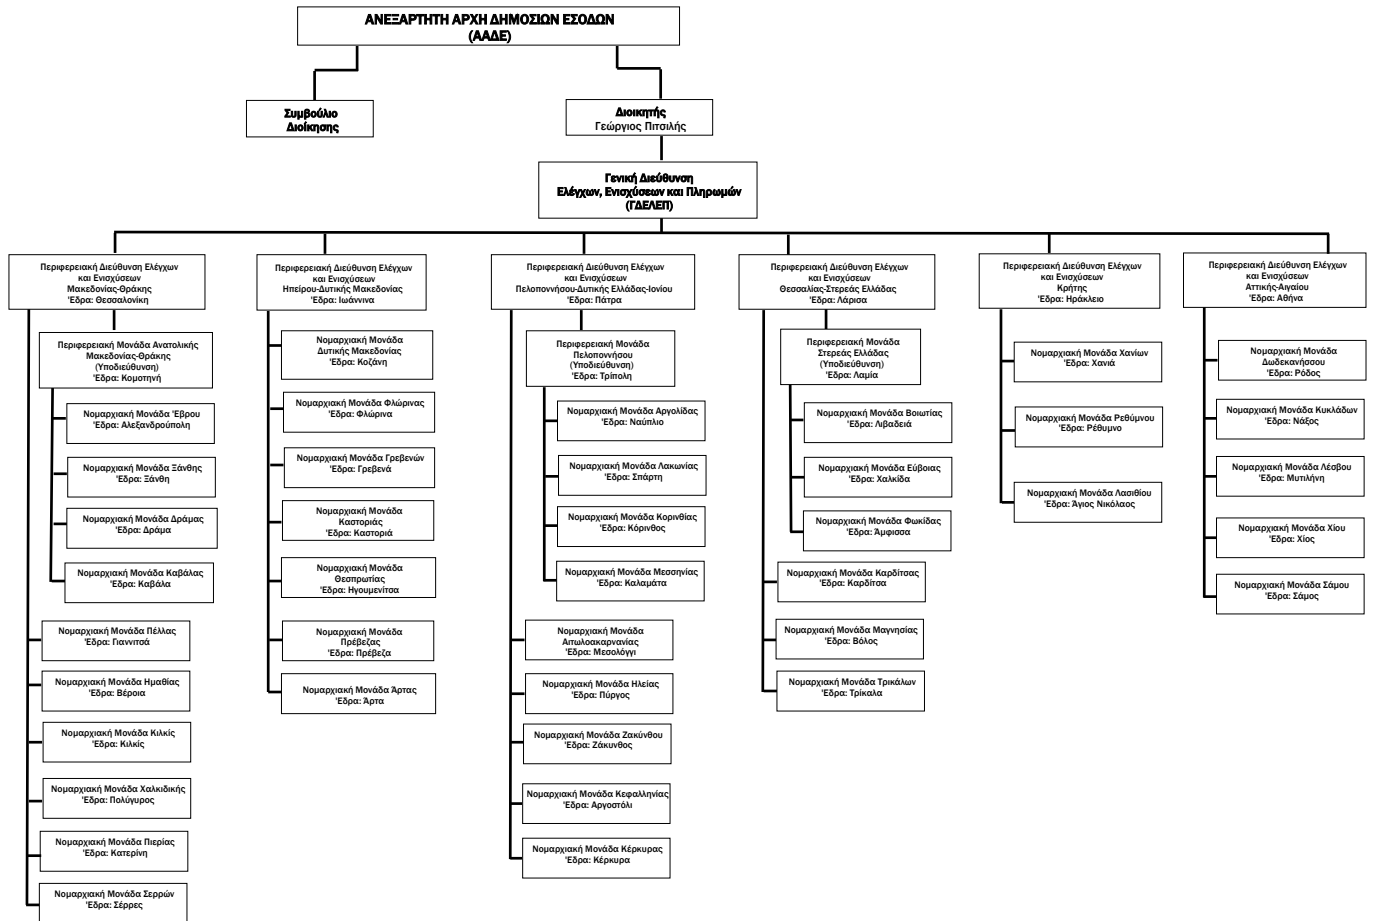 ΑΝΕΞΑΡΤΗΤΗ ΑΡΧΗ ΔΗΜΟΣΙΩΝ ΕΣΟΔΩΝ
(ΑΑΔΕ)
Συμβούλιο
Διοίκησης
Διοικητής
Γεώργιος Πιτσιλής
Γενική Διεύθυνση
Ελέγχων, Ενισχύσεων και Πληρωμών
(ΓΔΕΛΕΠ)
Περιφερειακή Διεύθυνση Ελέγχων
και Ενισχύσεων
Μακεδονίας-Θράκης
Έδρα: Θεσσαλονίκη
Περιφερειακή Μονάδα Ανατολικής
Μακεδονίας-Θράκης
(Υποδιεύθυνση)
Έδρα: Κομοτηνή
Νομαρχιακή Μονάδα Έβρου
Έδρα: Αλεξανδρούπολη
Νομαρχιακή Μονάδα Ξάνθης
Έδρα: Ξάνθη
Νομαρχιακή Μονάδα Δράμας
Έδρα: Δράμα
Νομαρχιακή Μονάδα Καβάλας
Έδρα: Καβάλα
Νομαρχιακή Μονάδα Πέλλας
Έδρα: Γιαννιτσά
Νομαρχιακή Μονάδα Ημαθίας
Έδρα: Βέροια
Νομαρχιακή Μονάδα Κιλκίς
Έδρα: Κιλκίς
Νομαρχιακή Μονάδα Χαλκιδικής
Έδρα: Πολύγυρος
Νομαρχιακή Μονάδα Πιερίας
Έδρα: Κατερίνη
Νομαρχιακή Μονάδα Σερρών
Έδρα: Σέρρες
Περιφερειακή Διεύθυνση Ελέγχων
και Ενισχύσεων
Ηπείρου-Δυτικής Μακεδονίας
Έδρα: Ιωάννινα
Νομαρχιακή Μονάδα
Δυτικής Μακεδονίας
Έδρα: Κοζάνη
Νομαρχιακή Μονάδα Φλώρινας
Έδρα: Φλώρινα
Νομαρχιακή Μονάδα Γρεβενών
Έδρα: Γρεβενά
Νομαρχιακή Μονάδα
Καστοριάς
Έδρα: Καστοριά
Νομαρχιακή Μονάδα
Θεσπρωτίας
Έδρα: Ηγουμενίτσα
Νομαρχιακή Μονάδα
Πρέβεζας
Έδρα: Πρέβεζα
Νομαρχιακή Μονάδα Άρτας
Έδρα: Άρτα
Περιφερειακή Διεύθυνση Ελέγχων
και Ενισχύσεων
Πελοποννήσου-Δυτικής Ελλάδας-Ιονίου
Έδρα: Πάτρα
Περιφερειακή Μονάδα
Πελοποννήσου
(Υποδιεύθυνση)
Έδρα: Τρίπολη
Νομαρχιακή Μονάδα Αργολίδας
Έδρα: Ναύπλιο
Νομαρχιακή Μονάδα Λακωνίας
Έδρα: Σπάρτη
Νομαρχιακή Μονάδα Κορινθίας
Έδρα: Κόρινθος
Νομαρχιακή Μονάδα Μεσσηνίας
Έδρα: Καλαμάτα
Νομαρχιακή Μονάδα
Αιτωλοακαρνανίας
Έδρα: Μεσολόγγι
Νομαρχιακή Μονάδα Ηλείας
Έδρα: Πύργος
Νομαρχιακή Μονάδα Ζακύνθου
Έδρα: Ζάκυνθος
Νομαρχιακή Μονάδα Κεφαλληνίας
Έδρα: Αργοστόλι
Νομαρχιακή Μονάδα Κέρκυρας
Έδρα: Κέρκυρα
Περιφερειακή Διεύθυνση Ελέγχων
και Ενισχύσεων
Θεσσαλίας-Στερεάς Ελλάδας
Έδρα: Λάρισα
Περιφερειακή Μονάδα
Στερεάς Ελλάδας
(Υποδιεύθυνση)
Έδρα: Λαμία
Νομαρχιακή Μονάδα Βοιωτίας
Έδρα: Λιβαδειά
Νομαρχιακή Μονάδα Εύβοιας
Έδρα: Χαλκίδα
Νομαρχιακή Μονάδα Φωκίδας
Έδρα: Άμφισσα
Νομαρχιακή Μονάδα Καρδίτσας
Έδρα: Καρδίτσα
Νομαρχιακή Μονάδα Μαγνησίας
Έδρα: Βόλος
Νομαρχιακή Μονάδα Τρικάλων
Έδρα: Τρίκαλα
Περιφερειακή Διεύθυνση Ελέγχων
και Ενισχύσεων
Κρήτης
Έδρα: Ηράκλειο
Νομαρχιακή Μονάδα Χανίων
Έδρα: Χανιά
Νομαρχιακή Μονάδα Ρεθύμνου
Έδρα: Ρέθυμνο
Νομαρχιακή Μονάδα Λασιθίου
Έδρα: Άγιος Νικόλαος
Περιφερειακή Διεύθυνση Ελέγχων
και Ενισχύσεων
Αττικής-Αιγαίου
Έδρα: Αθήνα
Νομαρχιακή Μονάδα
Δωδεκανήσσου
Έδρα: Ρόδος
Νομαρχιακή Μονάδα Κυκλάδων
Έδρα: Νάξος
Νομαρχιακή Μονάδα Λέσβου
Έδρα: Μυτιλήνη
Νομαρχιακή Μονάδα Χίου
Έδρα: Χίος
Νομαρχιακή Μονάδα Σάμου
Έδρα: Σάμος